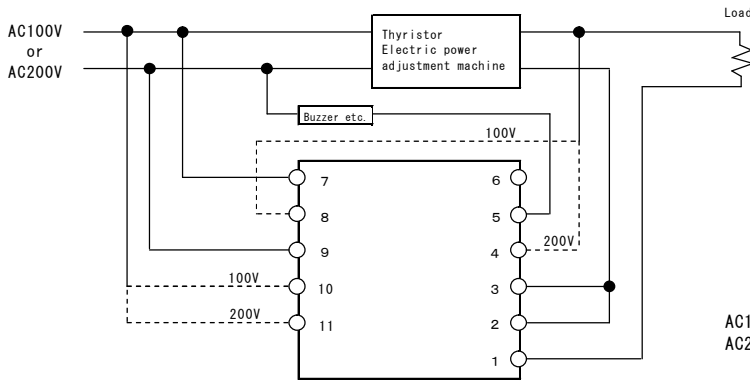 Load
AC100V
or
AC200V
Thyristor
Electric power
adjustment machine
Buzzer etc.
100V
7
6
8
5
200V
9
4
100V
10
3
200V
11
2
1
AC1
AC2